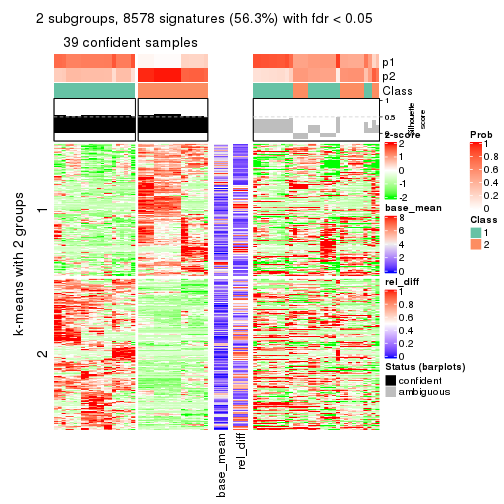 2 subgroups, 8578 signatures (56.3%) with fdr < 0.05
39 confident samples
p1
p2
Class
1
0.5
0
Silhouette
score
k-means with 2 groups
1
2
base_mean
rel_diff
z-score
2
1
0
-1
-2
base_mean
8
6
4
2
0
rel_diff
1
0.8
0.6
0.4
0.2
0
Status (barplots)
confident
ambiguous
Prob
1
0.8
0.6
0.4
0.2
0
Class
1
2